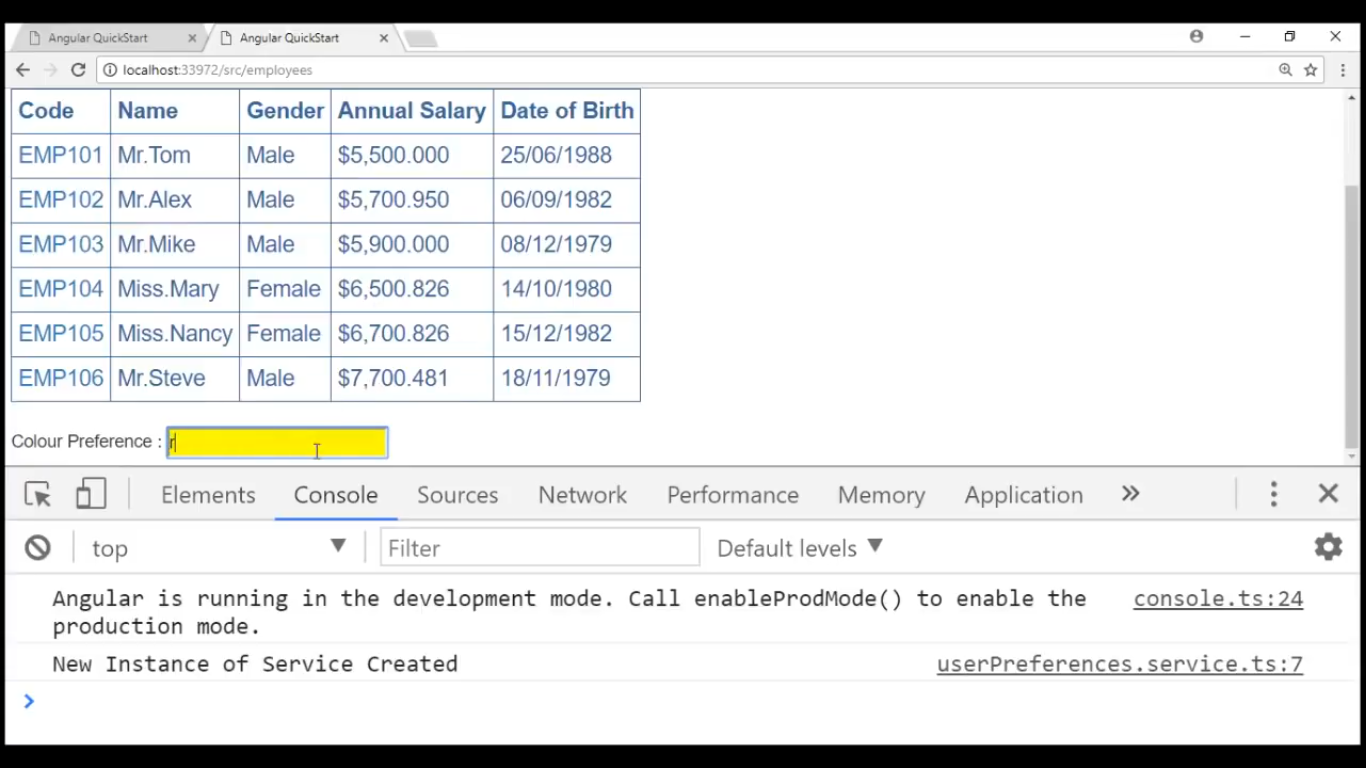 Angular QuickStart Angular QuickStart
localhost:33972/src/employees
Code Name Gender Annual Salary Date of Birth
EMP101 Mr.Tom Male $5,500.000 25/06/1988
EMP102 Mr.Alex Male $5,700.950 06/09/1982
EMP103 Mr.Mike Male $5,900.000 08/12/1979
EMP104 Miss.Mary Female $6,500.826 14/10/1980
EMP105 Miss.Nancy Female $6,700.826 15/12/1982
EMP106 Mr.Steve Male $7,700.481 18/11/1979
Colour Preference : r
Elements Console Sources Network Performance Memory Application
top Filter Default levels
Angular is running in the development mode. Call enableProdMode() to enable the console.ts:24
production mode.
New Instance of Service Created userPreferences.service.ts:7